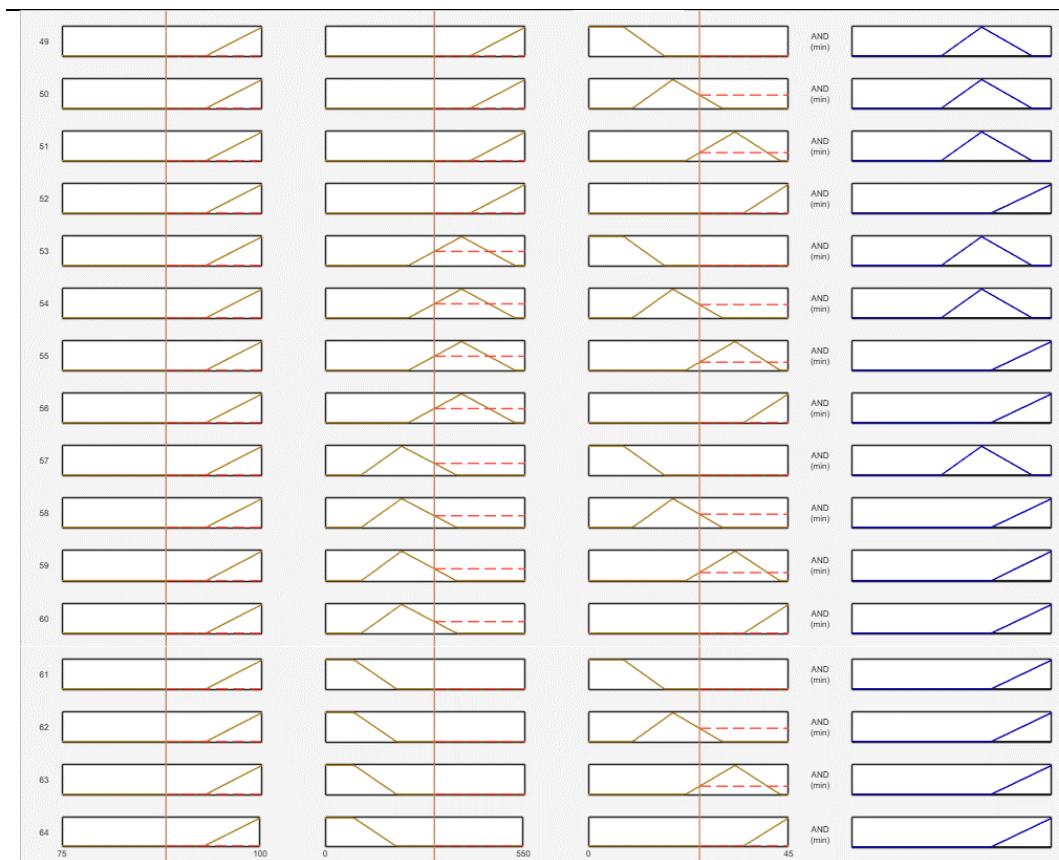 49 AND (min)
50 AND (min)
51 AND (min)
52 AND (min)
53 AND (min)
54 AND (min)
55 AND (min)
56 AND (min)
57 AND (min)
58 AND (min)
59 AND (min)
60 AND (min)
61 AND (min)
62 AND (min)
63 AND (min)
64 AND (min)
75 100 0 550 0 45